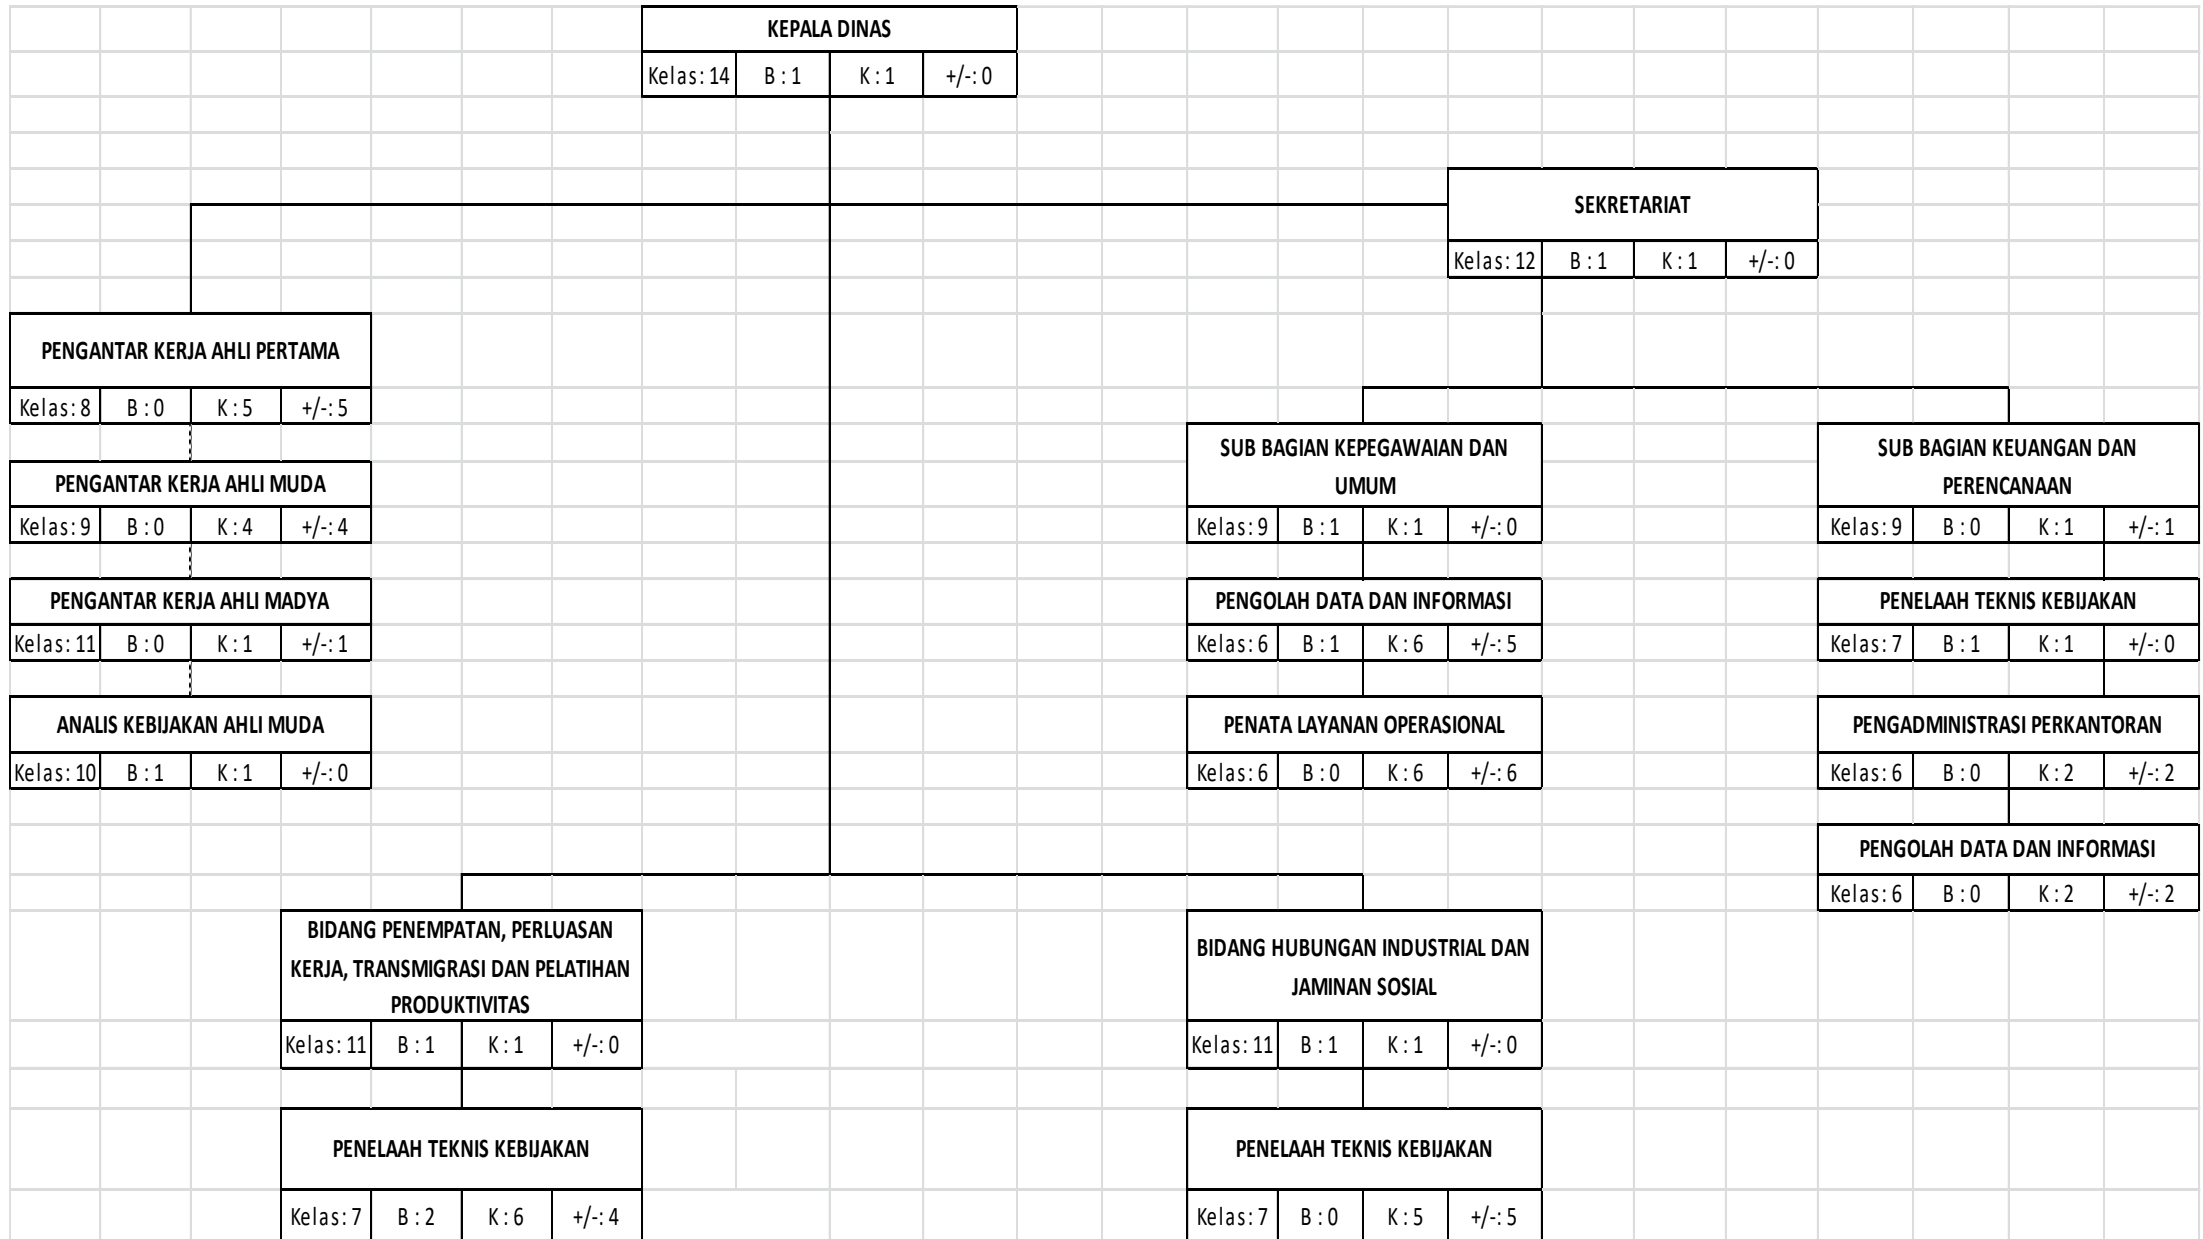 KEPALA DINAS
Kelas: 14 B : 1 K : 1 +/-: 0
SEKRETARIAT
Kelas: 12 B : 1 K : 1 +/-: 0
PENGANTAR KERJA AHLI PERTAMA
Kelas: 8 B : 0 K : 5 +/-: 5
PENGANTAR KERJA AHLI MUDA
Kelas: 9 B : 0 K : 4 +/-: 4
PENGANTAR KERJA AHLI MADYA
Kelas: 11 B : 0 K : 1 +/-: 1
ANALIS KEBIJAKAN AHLI MUDA
Kelas: 10 B : 1 K : 1 +/-: 0
SUB BAGIAN KEPEGAWAIAN DAN
UMUM
Kelas: 9 B : 1 K : 1 +/-: 0
PENGOLAH DATA DAN INFORMASI
Kelas: 6 B : 1 K : 6 +/-: 5
PENATA LAYANAN OPERASIONAL
Kelas: 6 B : 0 K : 6 +/-: 6
SUB BAGIAN KEUANGAN DAN
PERENCANAAN
Kelas: 9 B : 0 K : 1 +/-: 1
PENELAAH TEKNIS KEBIJAKAN
Kelas: 7 B : 1 K : 1 +/-: 0
PENGADMINISTRASI PERKANTORAN
Kelas: 6 B : 0 K : 2 +/-: 2
PENGOLAH DATA DAN INFORMASI
Kelas: 6 B : 0 K : 2 +/-: 2
BIDANG PENEMPATAN, PERLUASAN
KERJA, TRANSMIGRASI DAN PELATIHAN
PRODUKTIVITAS
Kelas: 11 B : 1 K : 1 +/-: 0
PENELAAH TEKNIS KEBIJAKAN
Kelas: 7 B : 2 K : 6 +/-: 4
BIDANG HUBUNGAN INDUSTRIAL DAN
JAMINAN SOSIAL
Kelas: 11 B : 1 K : 1 +/-: 0
PENELAAH TEKNIS KEBIJAKAN
Kelas: 7 B : 0 K : 5 +/-: 5